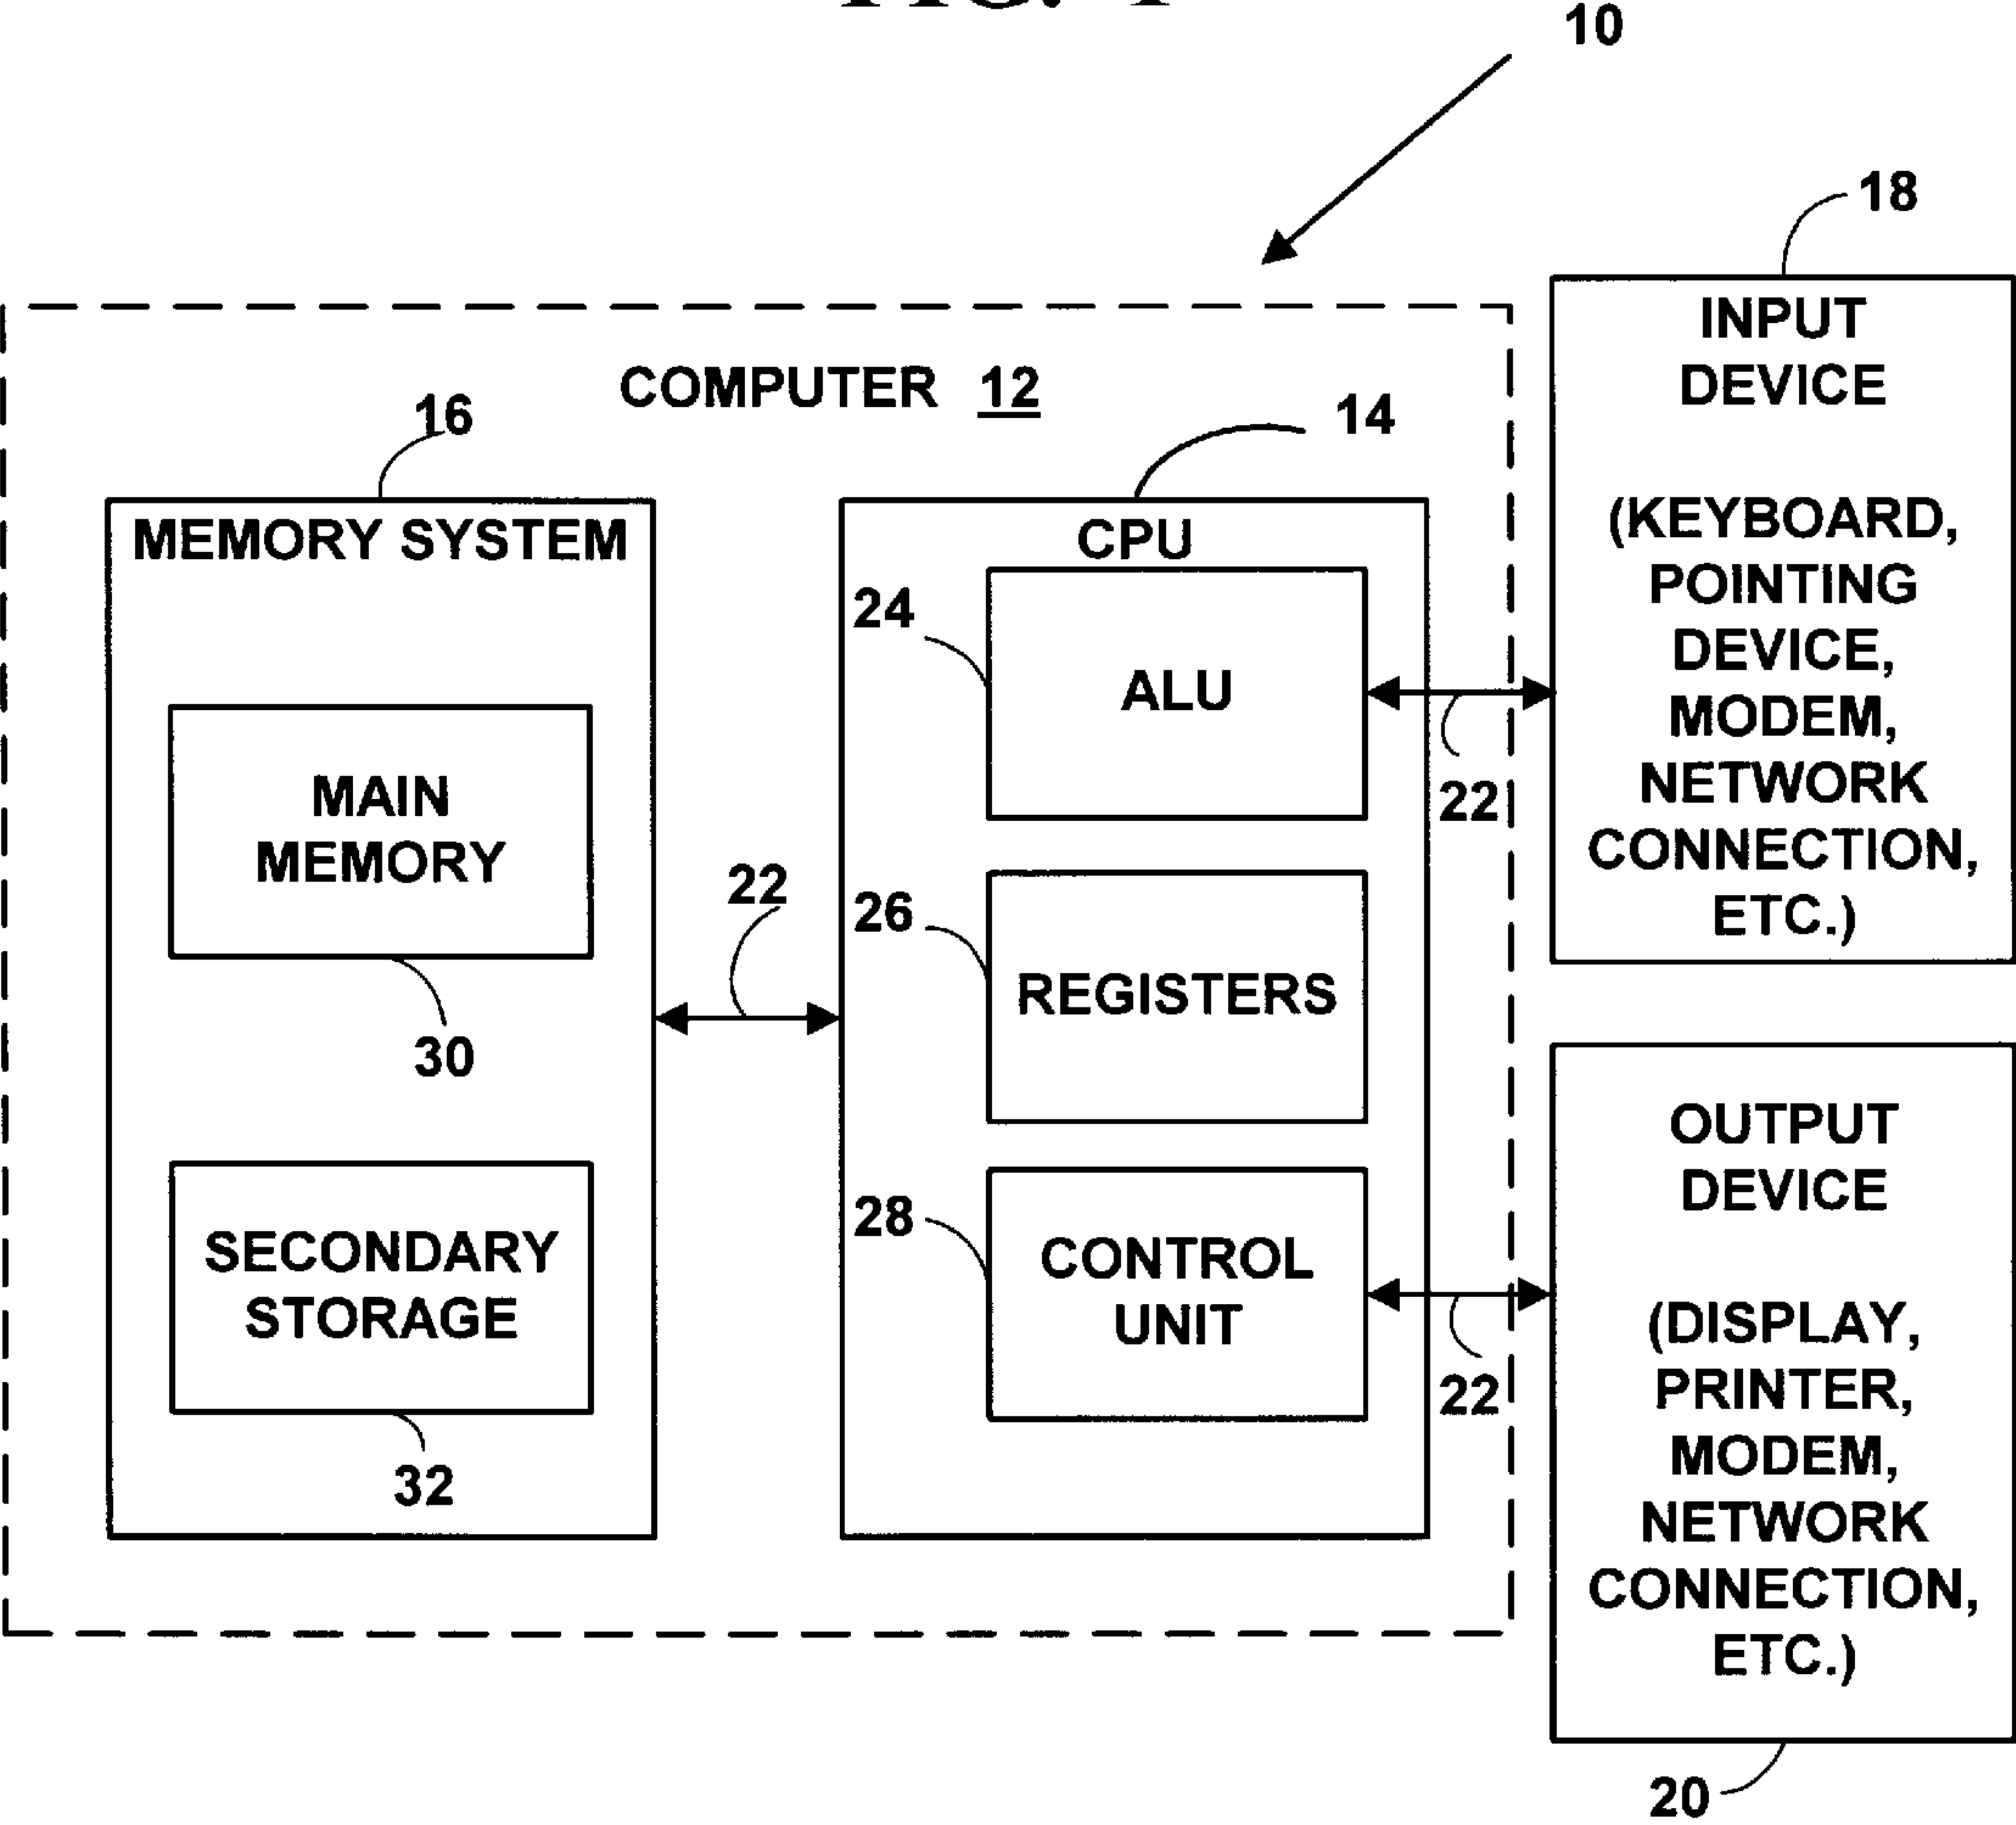 10
18
COMPUTER 12
16
14
MEMORY SYSTEM
MAIN
MEMORY
30
SECONDARY
STORAGE
32
22
CPU
24
ALU
26
REGISTERS
28
CONTROL
UNIT
22
22
INPUT
DEVICE
(KEYBOARD,
POINTING
DEVICE,
MODEM,
NETWORK
CONNECTION,
ETC.)
OUTPUT
DEVICE
(DISPLAY,
PRINTER,
MODEM,
NETWORK
CONNECTION,
ETC.)
20